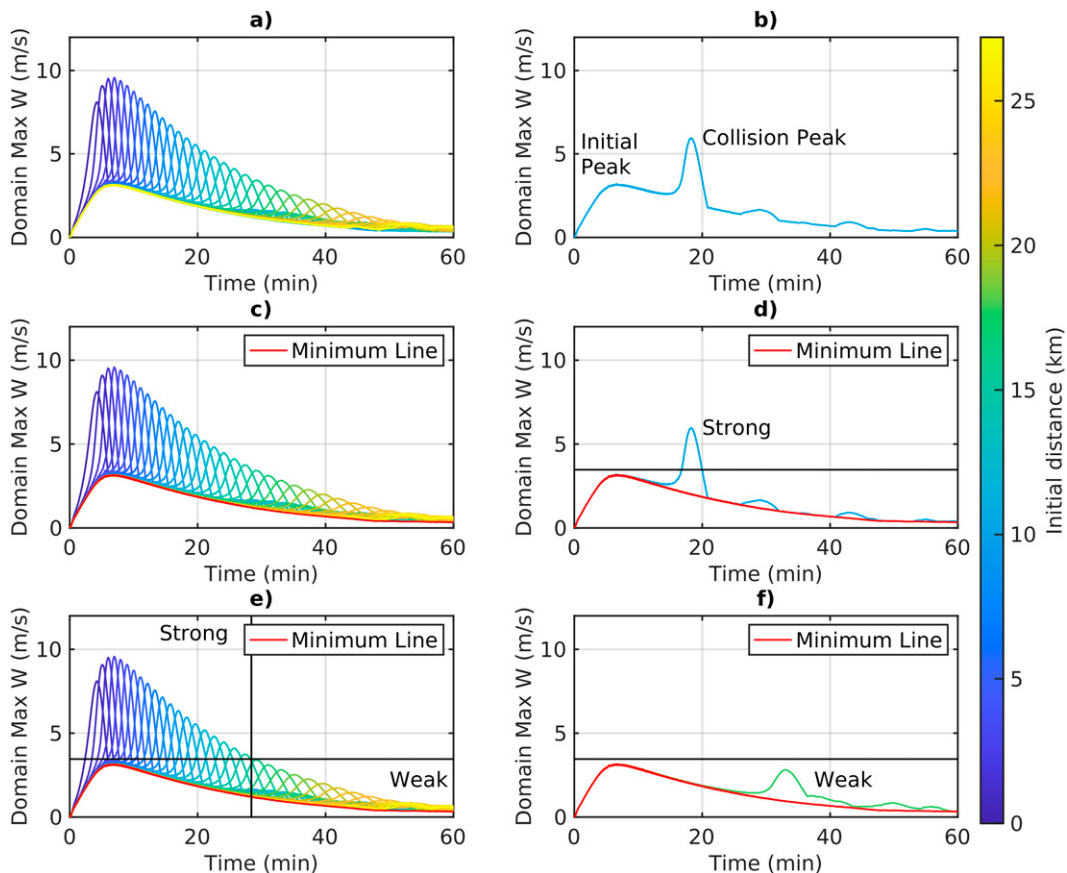 a)
Domain Max W (m/s)
10
5
0
0
20
40
60
Time (min)
b)
Domain Max W (m/s)
10
5
0
Initial
Peak
Collision Peak
0
20
40
60
Time (min)
c)
Domain Max W (m/s)
10
5
0
Minimum Line
0
20
40
60
Time (min)
d)
Domain Max W (m/s)
10
5
0
Minimum Line
Strong
0
20
40
60
Time (min)
e)
Domain Max W (m/s)
10
5
0
Strong
Minimum Line
Weak
0
20
40
60
Time (min)
f)
Domain Max W (m/s)
10
5
0
Minimum Line
Weak
0
20
40
60
Time (min)
25
20
15
10
5
0
Initial distance (km)